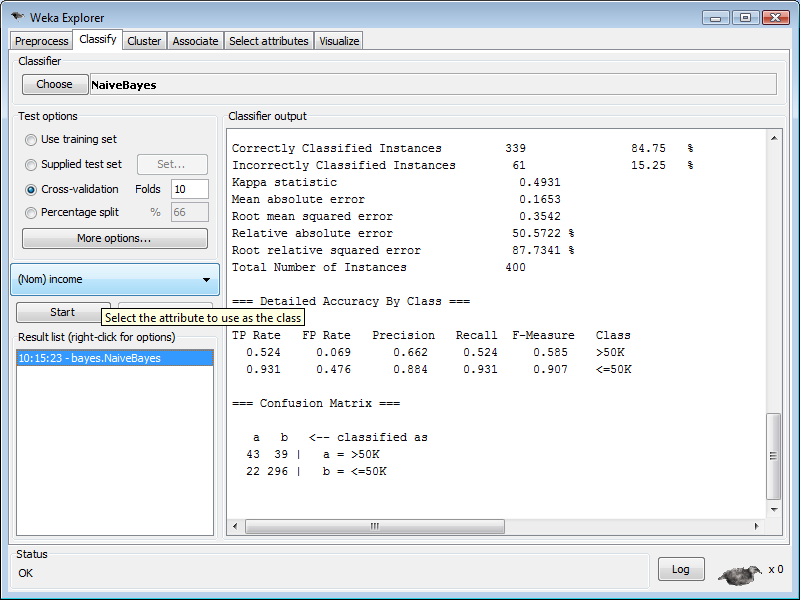 Weka Explorer
Preprocess Classify Cluster Associate Select attributes Visualize
Classifier
Choose NaiveBayes
Test options
Use training set
Supplied test set Set...
Cross-validation Folds 10
Percentage split % 66
More options...
(Nom) income
Start
Select the attribute to use as the class
Result list (right-click for options)
10:15:23 - bayes.NaiveBayes
Classifier output
Correctly Classified Instances 339 84.75 %
Incorrectly Classified Instances 61 15.25 %
Kappa statistic 0.4931
Mean absolute error 0.1653
Root mean squared error 0.3542
Relative absolute error 50.5722 %
Root relative squared error 87.7341 %
Total Number of Instances 400
=== Detailed Accuracy By Class ===
TP Rate FP Rate Precision Recall F-Measure Class
0.524 0.069 0.662 0.524 0.585 >50K
0.931 0.476 0.884 0.931 0.907 <=50K
=== Confusion Matrix ===
a b <-- classified as
43 39 | a = >50K
22 296 | b = <=50K
Status
OK
Log
x 0